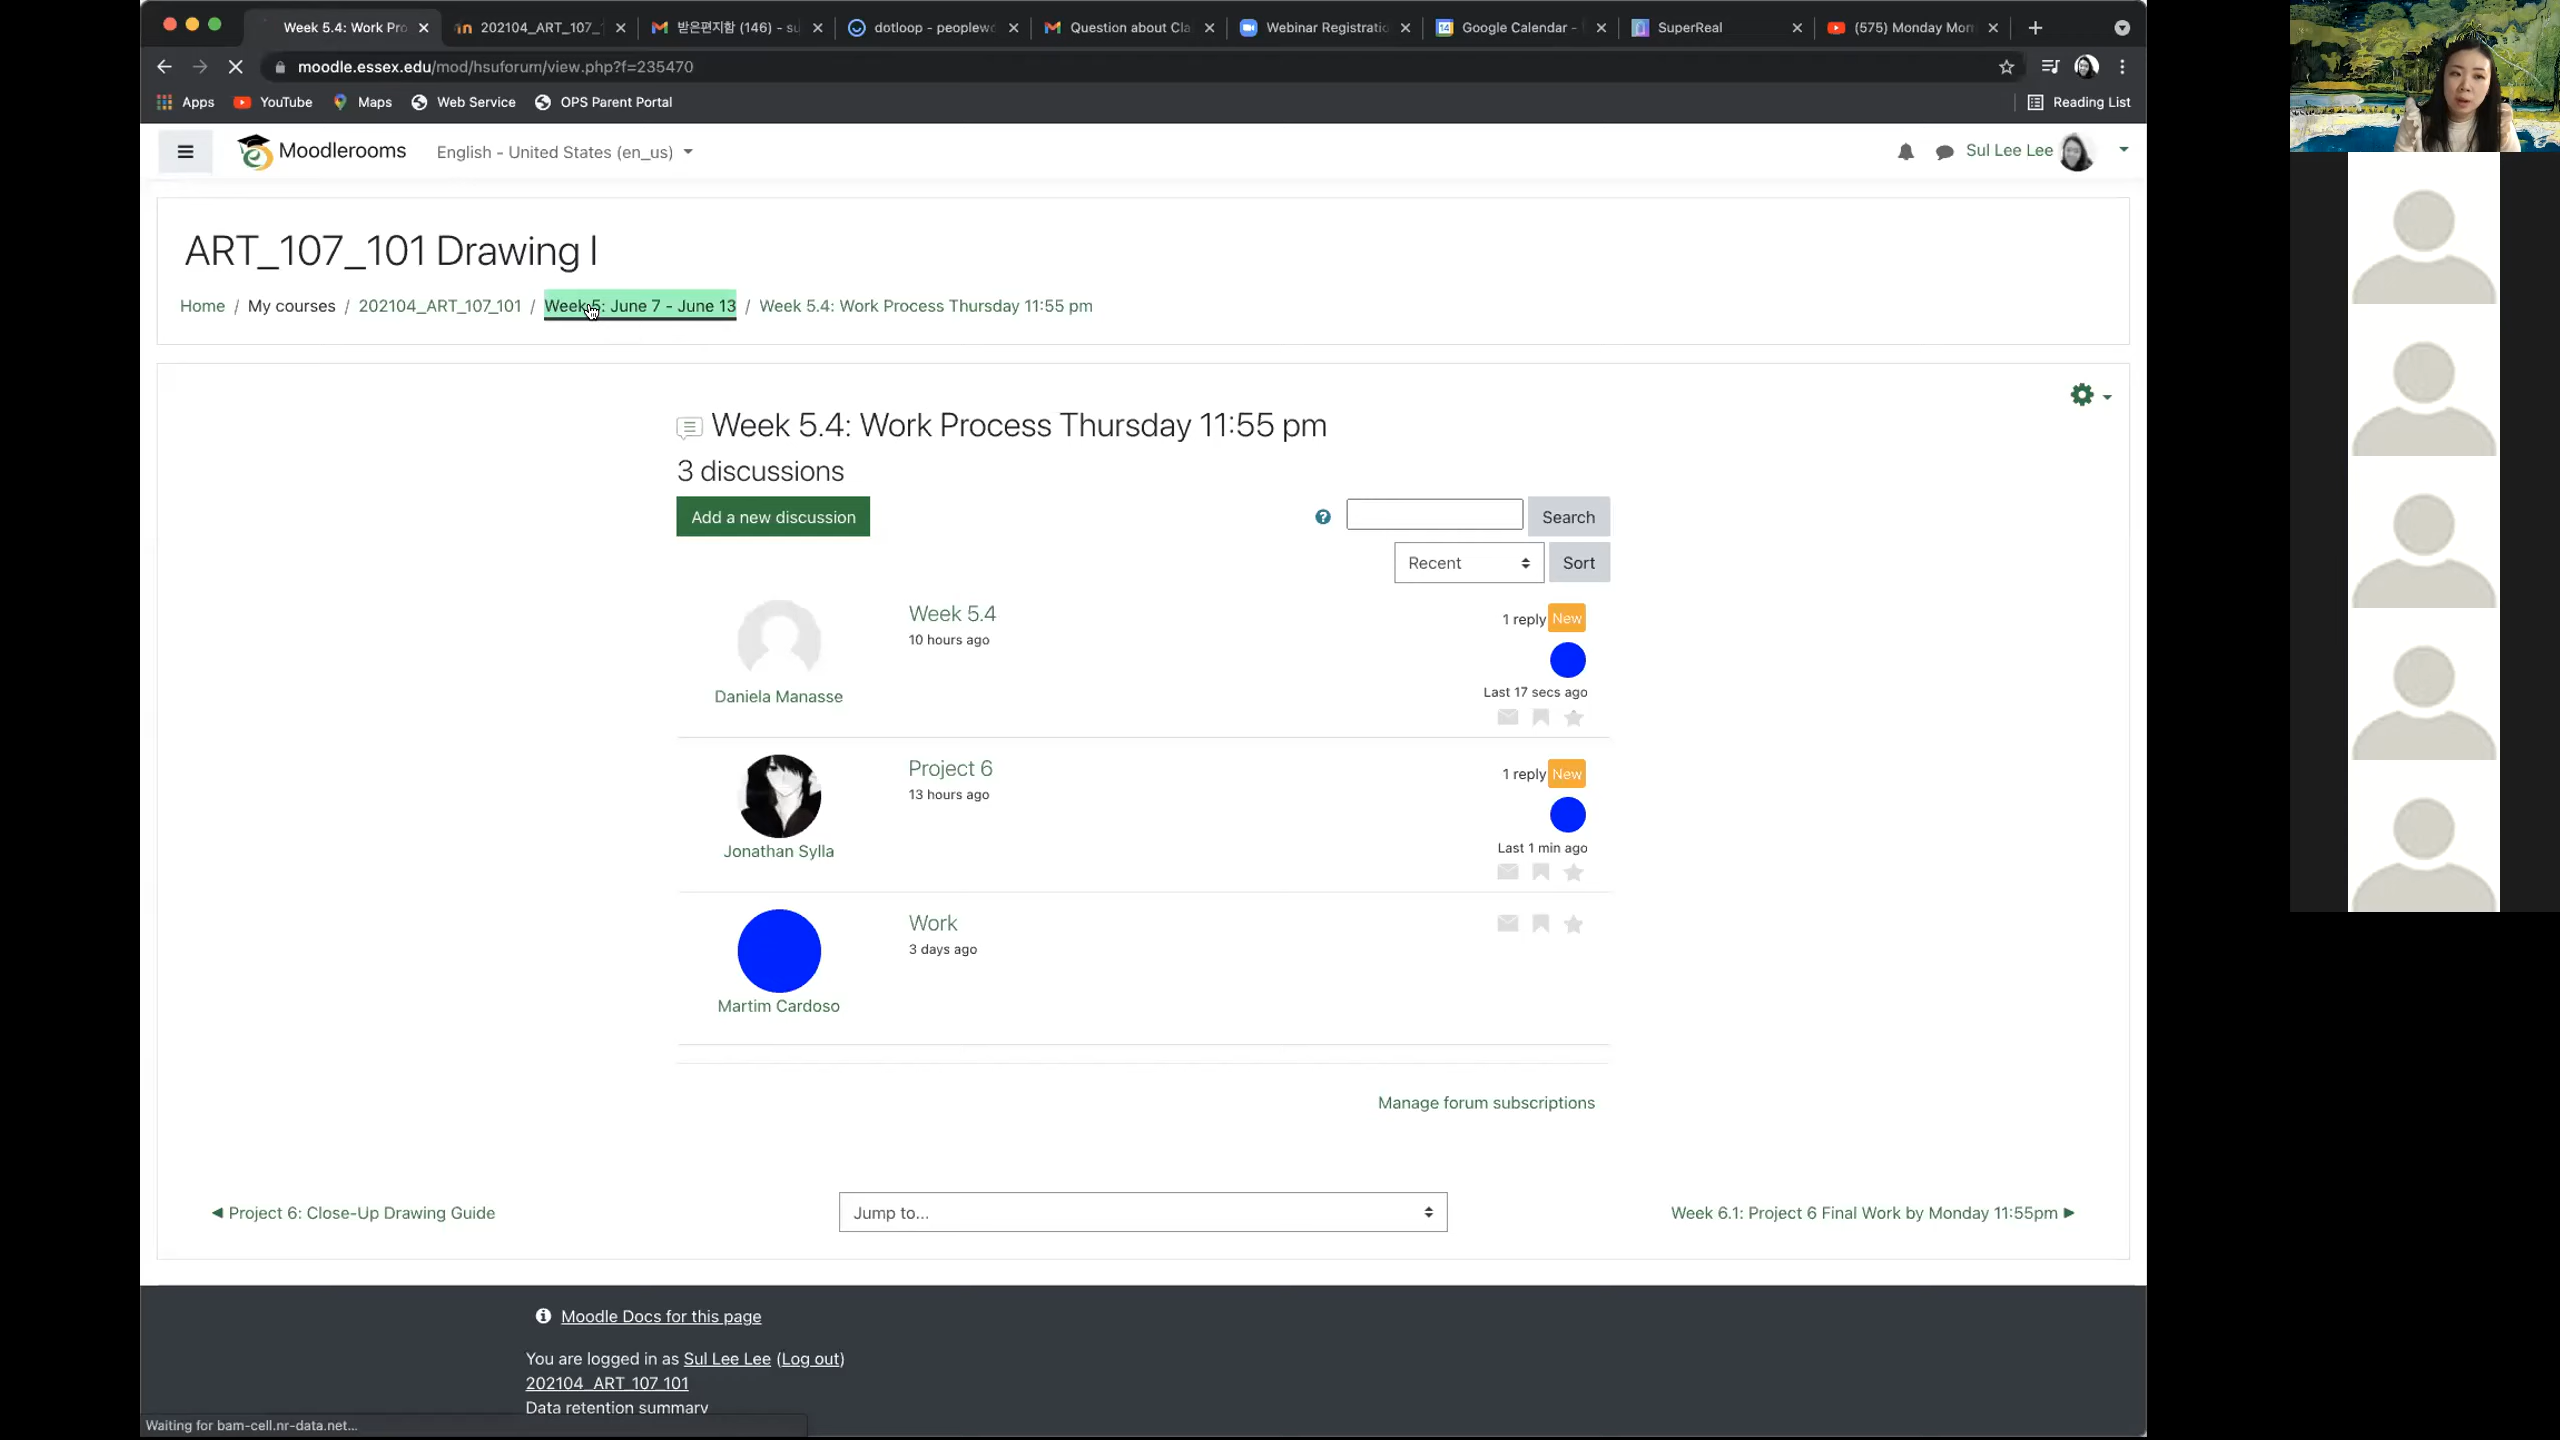 Week 5.4: Work Pro
202104_ART_107_
받은편지함 (146) - su
dotloop - peoplewo
Question about Cla
Webinar Registratio
Google Calendar -
SuperReal
(575) Monday Mor
moodle.essex.edu/mod/hsuforum/view.php?f=235470
Apps
YouTube
Maps
Web Service
OPS Parent Portal
Reading List
Moodlerooms
English - United States (en_us)
Sul Lee Lee
ART_107_101 Drawing I
Home / My courses / 202104_ART_107_101 / Week 5: June 7 - June 13 / Week 5.4: Work Process Thursday 11:55 pm
Week 5.4: Work Process Thursday 11:55 pm
3 discussions
Add a new discussion
Search
Recent
Sort
Week 5.4
10 hours ago
1 reply New
Daniela Manasse
Last 17 secs ago
Project 6
13 hours ago
1 reply New
Jonathan Sylla
Last 1 min ago
Work
3 days ago
Martim Cardoso
Manage forum subscriptions
◀ Project 6: Close-Up Drawing Guide
Jump to...
Week 6.1: Project 6 Final Work by Monday 11:55pm ▶
Moodle Docs for this page
You are logged in as Sul Lee Lee (Log out)
202104_ART_107_101
Data retention summary
Waiting for bam-cell.nr-data.net...